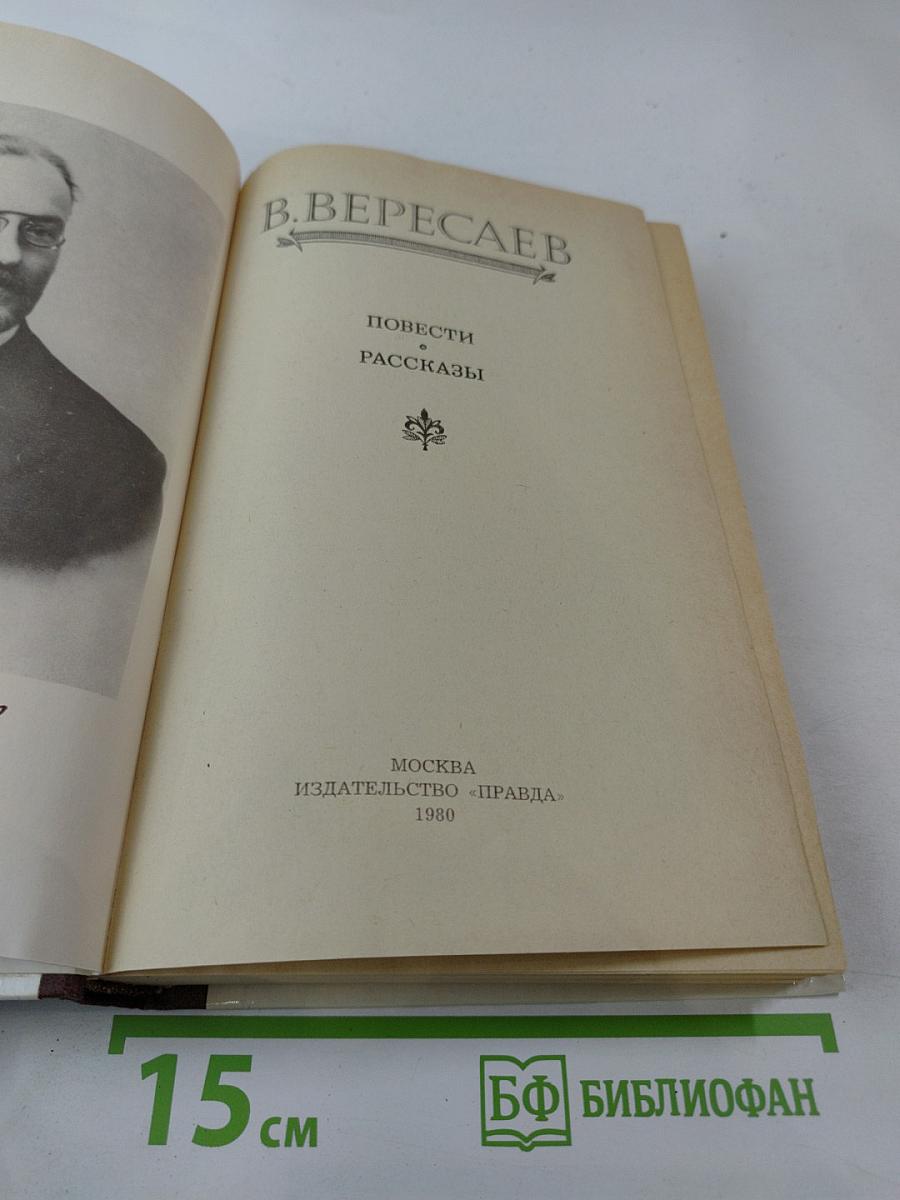 В. ВЕРЕСАЕВ
ПОВЕСТИ
РАССКАЗЫ
МОСКВА
ИЗДАТЕЛЬСТВО «ПРАВДА»
1980
15 см
БФ БИБЛИОФАН